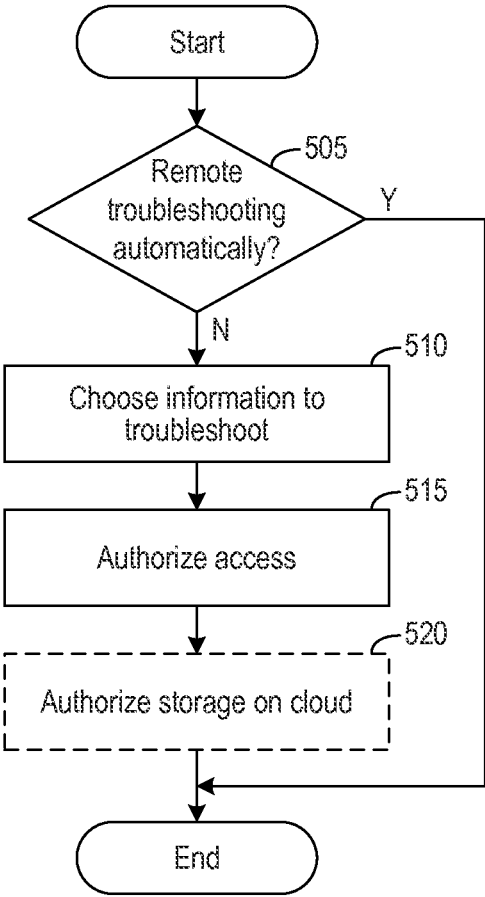 Start
505
Remote
troubleshooting
automatically?
Y
N
510
Choose information to
troubleshoot
515
Authorize access
520
Authorize storage on cloud
End